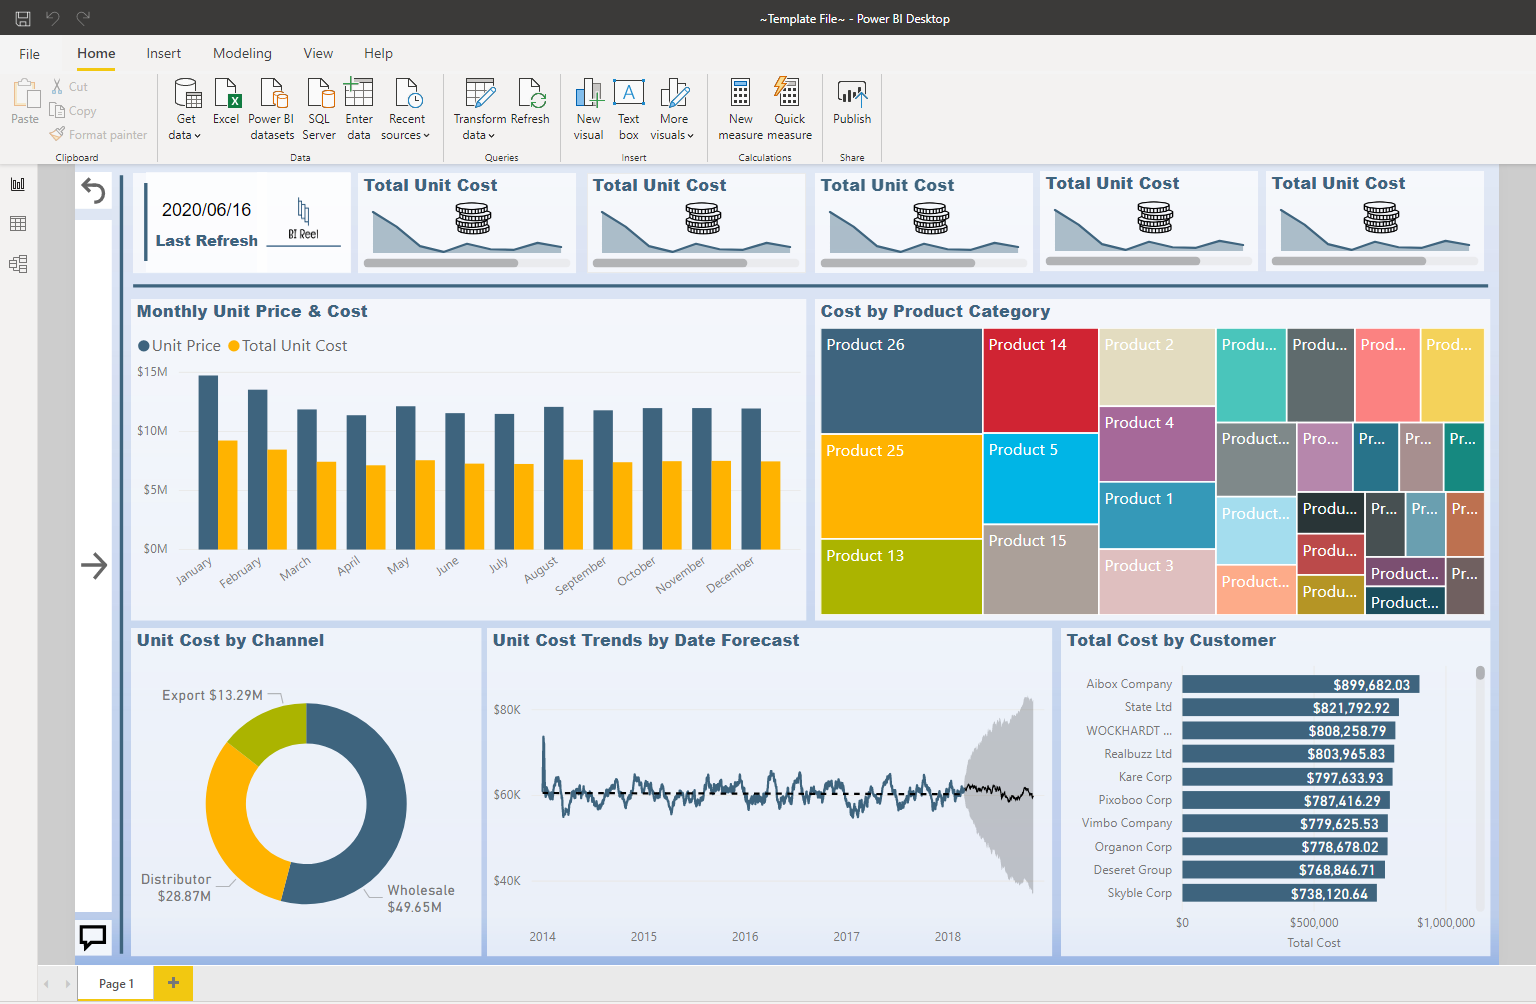 ~Template File~ - Power BI Desktop
File Home Insert Modeling View Help
Paste
Cut
Copy
Format painter
Clipboard
Get data
Excel
Power BI datasets
SQL Server
Enter data
Recent sources
Data
Transform data
Refresh
Queries
New visual
Text box
More visuals
Insert
New measure
Quick measure
Calculations
Publish
Share
2020/06/16
Last Refresh
BI Reel
Total Unit Cost
Total Unit Cost
Total Unit Cost
Total Unit Cost
Total Unit Cost
Monthly Unit Price & Cost
Unit Price Total Unit Cost
$15M
$10M
$5M
$0M
January February March April May June July August September October November December
Cost by Product Category
Product 26
Product 25
Product 13
Product 14
Product 5
Product 15
Product 2
Product 4
Product 1
Product 3
Produ...
Produ...
Prod...
Prod...
Product...
Pro...
Pr...
Pr...
Pr...
Product...
Produ...
Pr...
Pr...
Pr...
Produ...
Product...
Produ...
Product...
Pr...
Product...
Unit Cost by Channel
Export $13.29M
Distributor
$28.87M
Wholesale
$49.65M
Unit Cost Trends by Date Forecast
$80K
$60K
$40K
2014 2015 2016 2017 2018
Total Cost by Customer
Aibox Company $899,682.03
State Ltd $821,792.92
WOCKHARDT ... $808,258.79
Realbuzz Ltd $803,965.83
Kare Corp $797,633.93
Pixoboo Corp $787,416.29
Vimbo Company $779,625.53
Organon Corp $778,678.02
Deseret Group $768,846.71
Skyble Corp $738,120.64
$0 $500,000 $1,000,000
Total Cost
Page 1